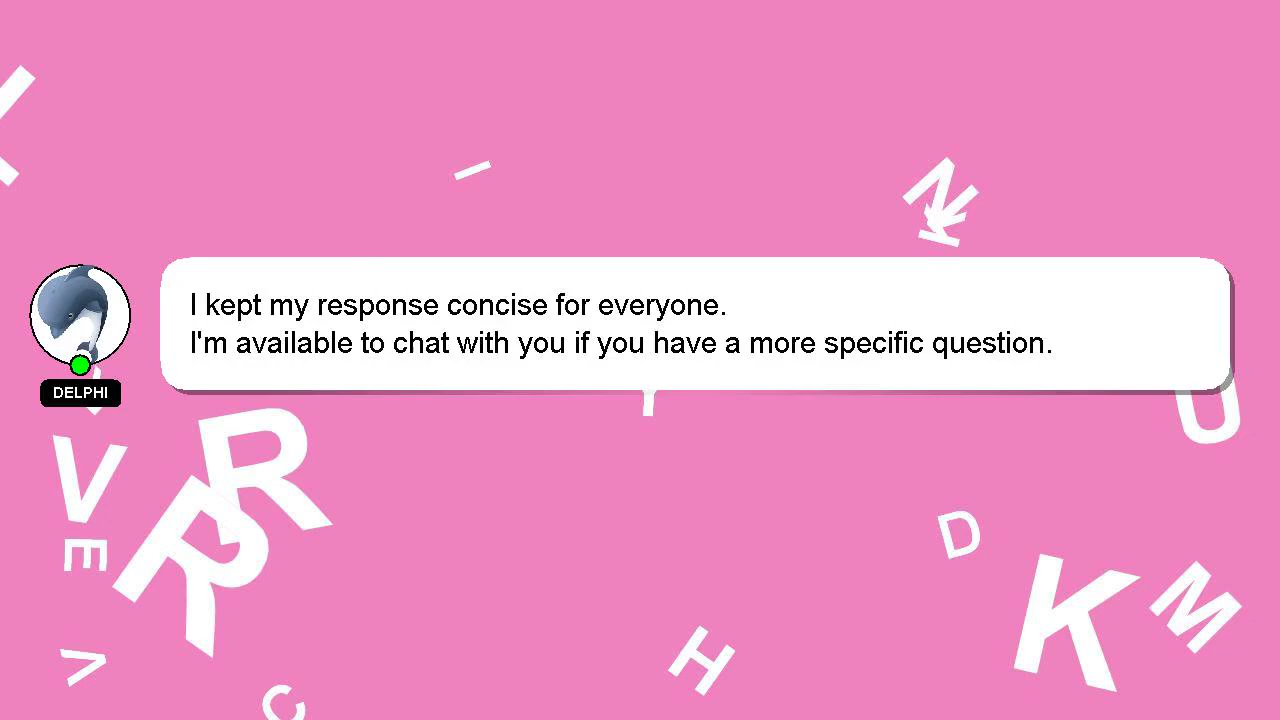 I
N
K
I kept my response concise for everyone.
I'm available to chat with you if you have a more specific question.
DELPHI
Y
U
V
R
R
E
D
K
M
V
H
C